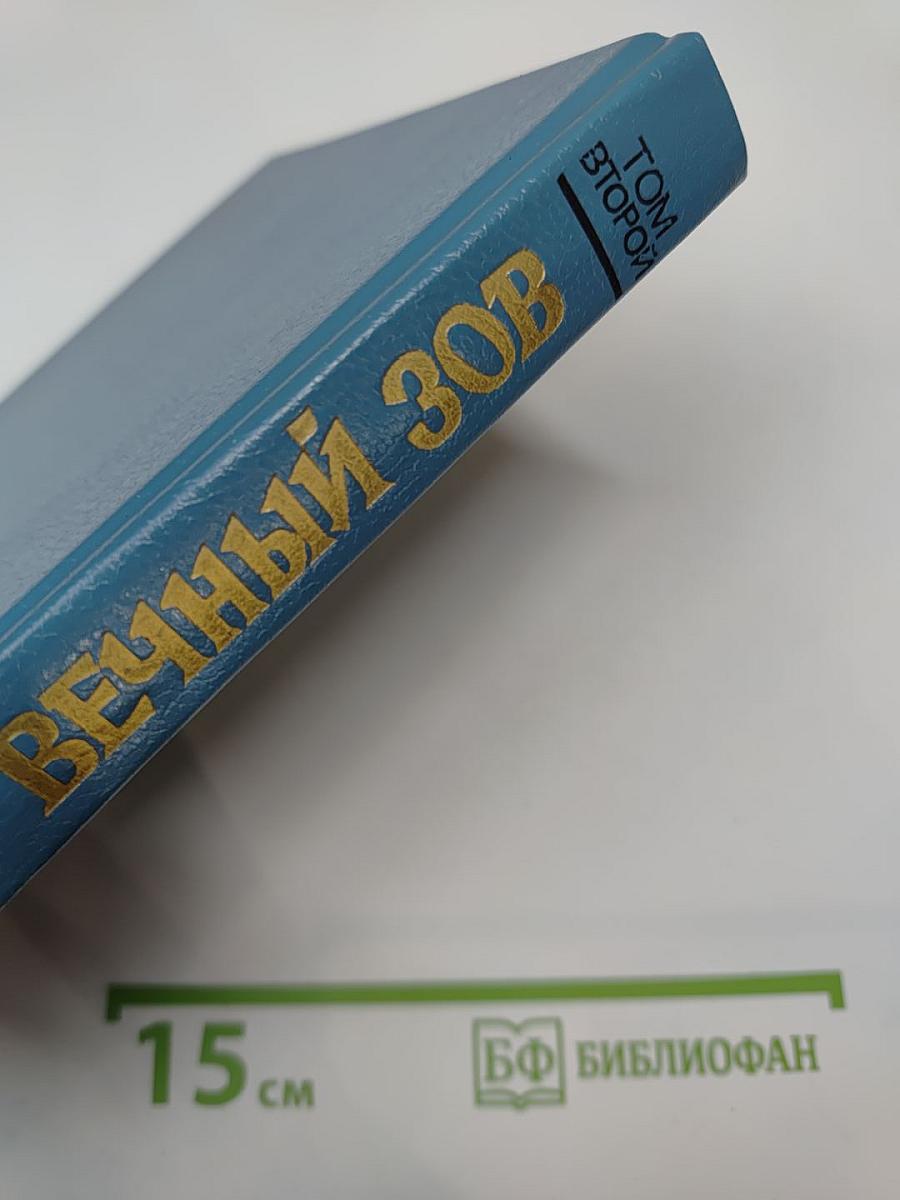 ВЕЧНЫЙ ЗОВ
ТОМ
ВТОРОЙ
15 см
БФ БИБЛИОФАН